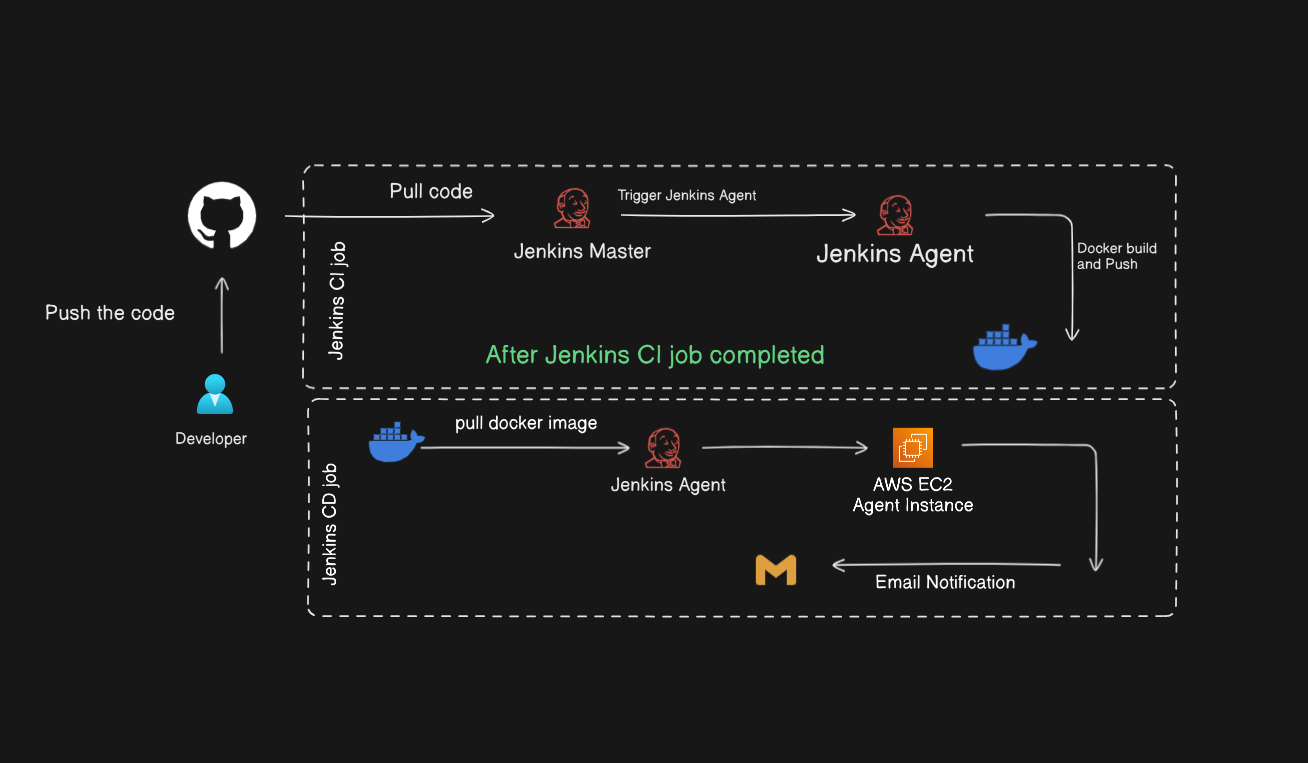 Pull code
Trigger Jenkins Agent
Jenkins Master
Jenkins Agent
Docker build
and Push
Jenkins CI job
Push the code
After Jenkins CI job completed
Developer
pull docker image
Jenkins Agent
AWS EC2
Agent Instance
Jenkins CD job
Email Notification